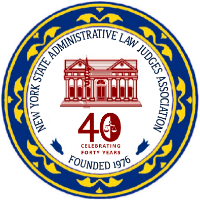 NEW YORK STATE ADMINISTRATIVE LAW JUDGES ASSOCIATION
40
CELEBRATING
FORTY YEARS
FOUNDED 1976